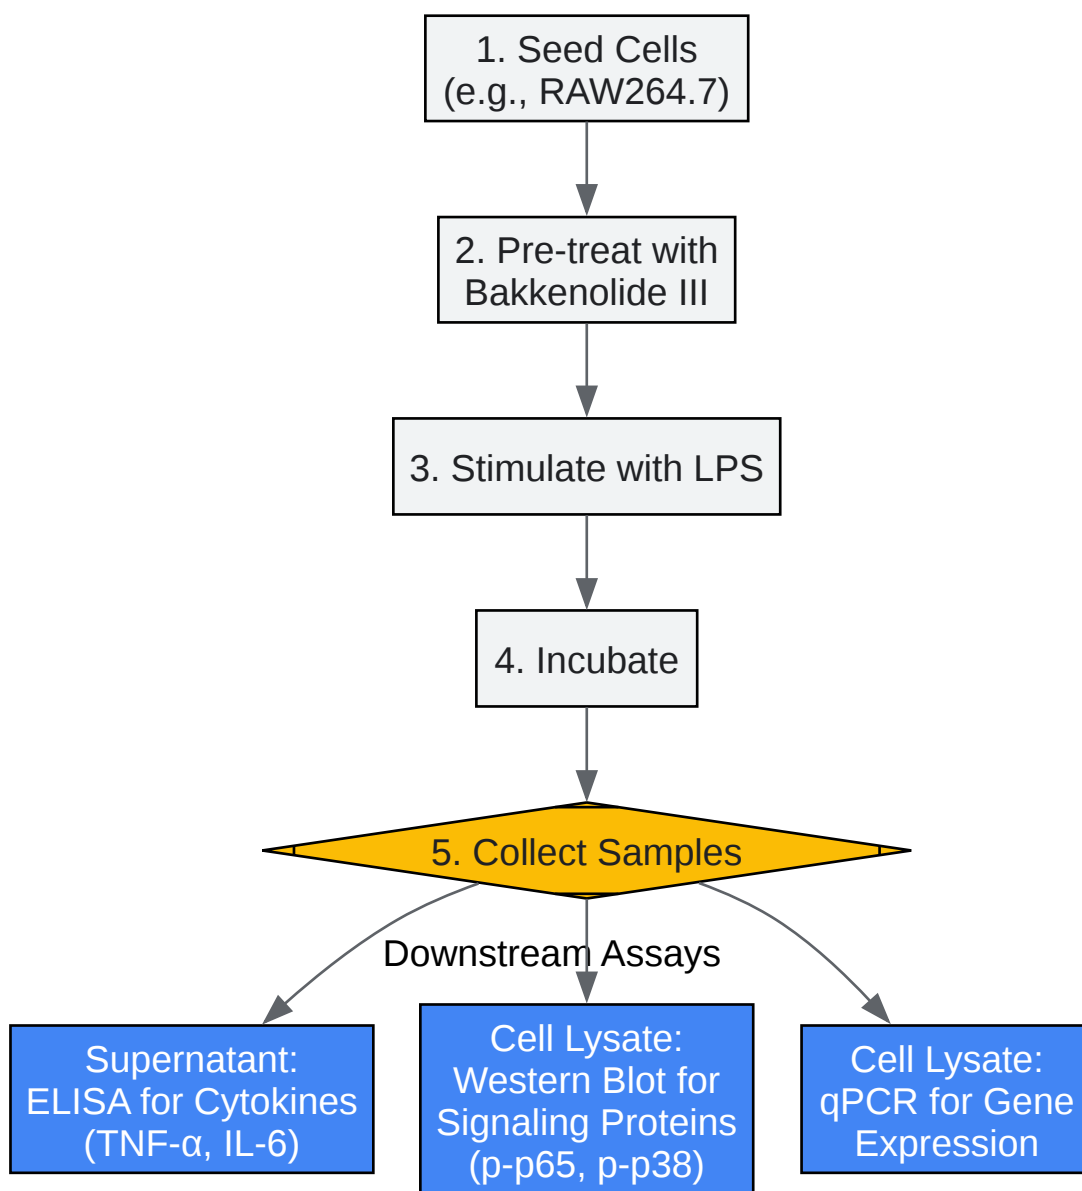 1. Seed Cells
(e.g., RAW264.7)
2. Pre-treat with
Bakkenolide III
3. Stimulate with LPS
4. Incubate
5. Collect Samples
Downstream Assays
Supernatant:
ELISA for Cytokines
(TNF-α, IL-6)
Cell Lysate:
Western Blot for
Signaling Proteins
(p-p65, p-p38)
Cell Lysate:
qPCR for Gene
Expression